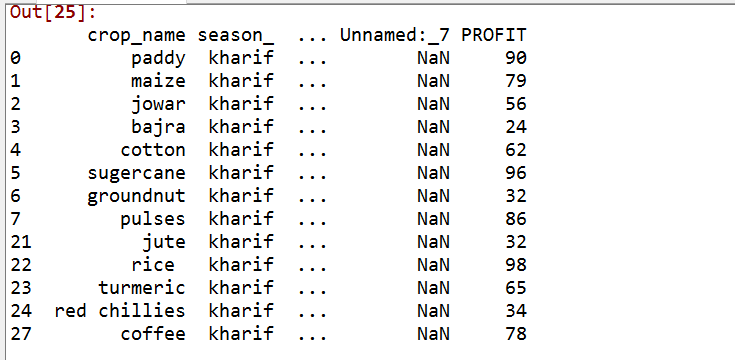 Out[25]:
crop_name season_ ... Unnamed:_7 PROFIT
0 paddy kharif ... NaN 90
1 maize kharif ... NaN 79
2 jowar kharif ... NaN 56
3 bajra kharif ... NaN 24
4 cotton kharif ... NaN 62
5 sugercane kharif ... NaN 96
6 groundnut kharif ... NaN 32
7 pulses kharif ... NaN 86
21 jute kharif ... NaN 32
22 rice kharif ... NaN 98
23 turmeric kharif ... NaN 65
24 red chillies kharif ... NaN 34
27 coffee kharif ... NaN 78